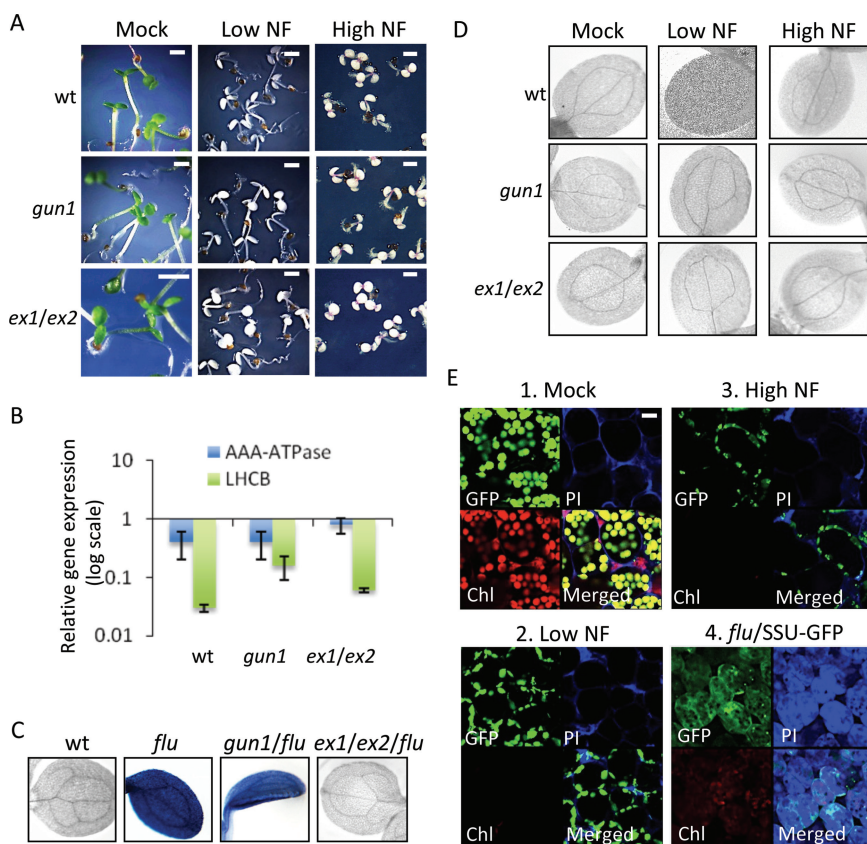 A
Mock Low NF High NF
wt
gun1
ex1/ex2
B
Relative gene expression
(log scale)
10
1
0.1
0.01
AAA-ATPase
LHCB
wt gun1 ex1/ex2
C
wt flu gun1/flu ex1/ex2/flu
D
Mock Low NF High NF
wt
gun1
ex1/ex2
E
1. Mock
GFP PI
Chl Merged
2. Low NF
GFP PI
Chl Merged
3. High NF
GFP PI
Chl Merged
4. flu/SSU-GFP
GFP PI
Chl Merged